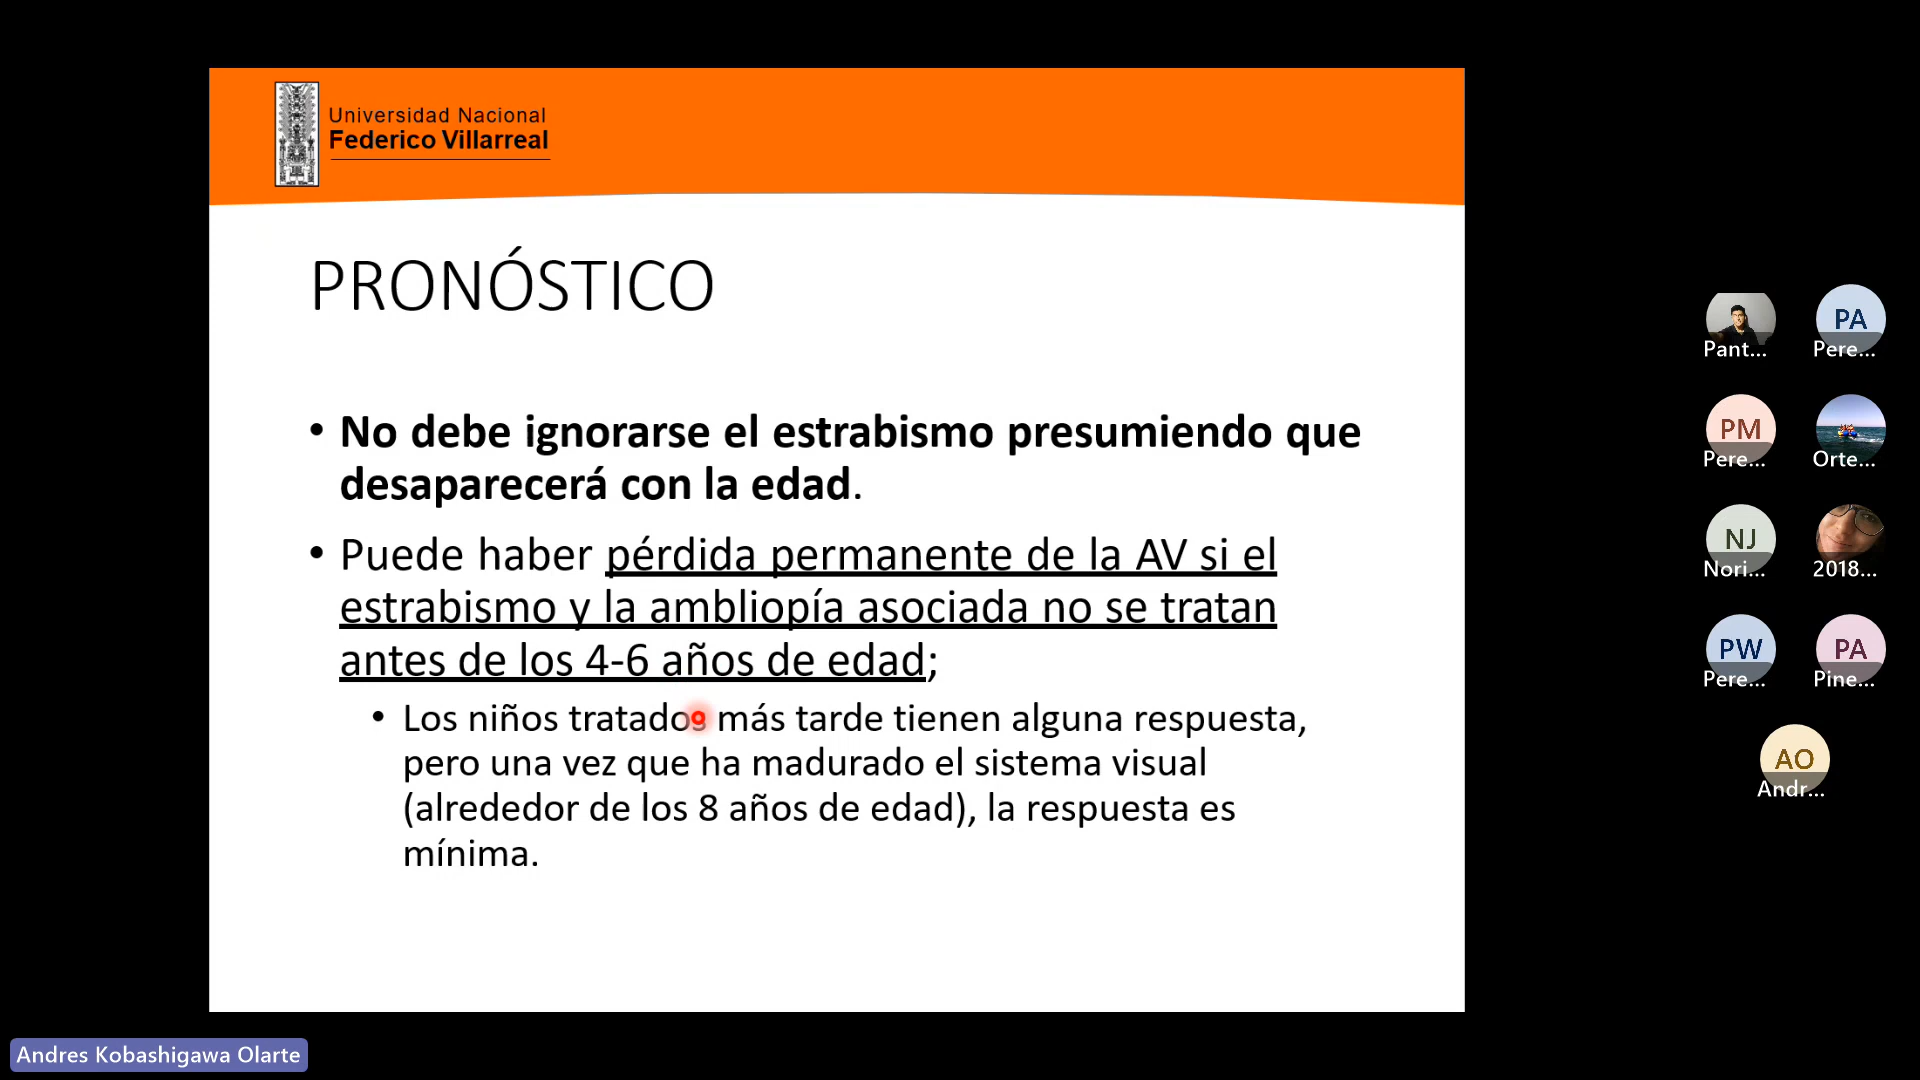 Universidad Nacional
Federico Villarreal
PRONÓSTICO
• No debe ignorarse el estrabismo presumiendo que
desaparecerá con la edad.
• Puede haber pérdida permanente de la AV si el
estrabismo y la ambliopía asociada no se tratan
antes de los 4-6 años de edad;
• Los niños tratados más tarde tienen alguna respuesta,
pero una vez que ha madurado el sistema visual
(alrededor de los 8 años de edad), la respuesta es
mínima.
PA
Pant...
Pere...
PM
Pere...
Orte...
NJ
Nori...
2018...
PW
PA
Pere...
Pine...
AO
Andr...
Andres Kobashigawa Olarte